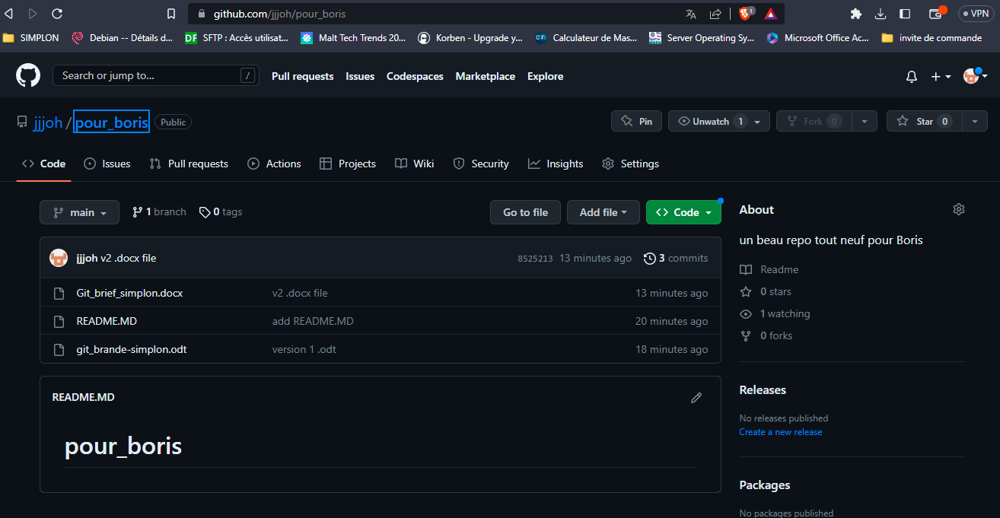 github.com/jjjoh/pour_boris 1 VPN
SIMPLON Debian -- Détails d... DF SFTP : Accès utilisat... Malt Tech Trends 20... Korben - Upgrade y... Calculateur de Mas... Server Operating Sy... Microsoft Office Ac... invite de commande
Search or jump to... / Pull requests Issues Codespaces Marketplace Explore
jjjoh / pour_boris Public Pin Unwatch 1 Fork 0 Star 0
Code Issues Pull requests Actions Projects Wiki Security Insights Settings
main 1 branch 0 tags Go to file Add file Code
jjjoh v2 .docx file 8525213 13 minutes ago 3 commits
Git_brief_simplon.docx v2 .docx file 13 minutes ago
README.MD add README.MD 20 minutes ago
git_brande-simplon.odt version 1 .odt 18 minutes ago
README.MD
pour_boris
About
un beau repo tout neuf pour Boris
Readme
0 stars
1 watching
0 forks
Releases
No releases published
Create a new release
Packages
No packages published